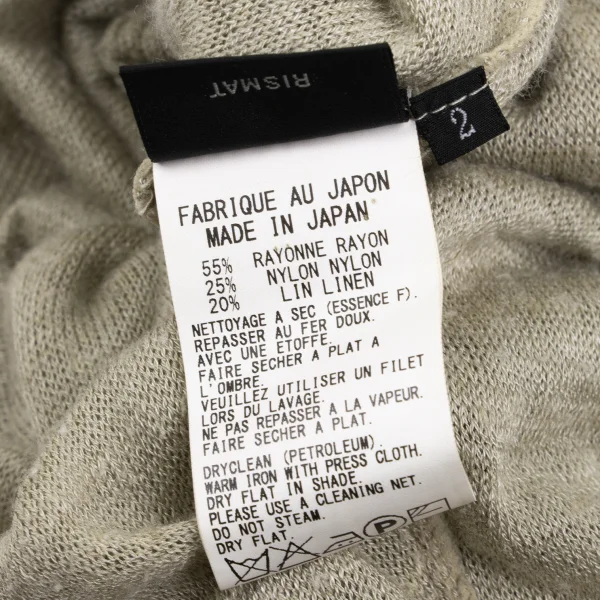 RISMAT
2
FABRIQUE AU JAPON
MADE IN JAPAN
55% RAYONNE RAYON
25% NYLON NYLON
20% LIN LINEN
NETTOYAGE A SEC (ESSENCE F).
REPASSER AU FER DOUX.
AVEC UNE ETOFFE.
FAIRE SECHER A PLAT A
L'OMBRE.
VEUILLEZ UTILISER UN FILET
LORS DU LAVAGE.
NE PAS REPASSER A LA VAPEUR.
FAIRE SECHER A PLAT.
DRYCLEAN (PETROLEUM).
WARM IRON WITH PRESS CLOTH.
DRY FLAT IN SHADE.
PLEASE USE A CLEANING NET.
DO NOT STEAM.
DRY FLAT.
P